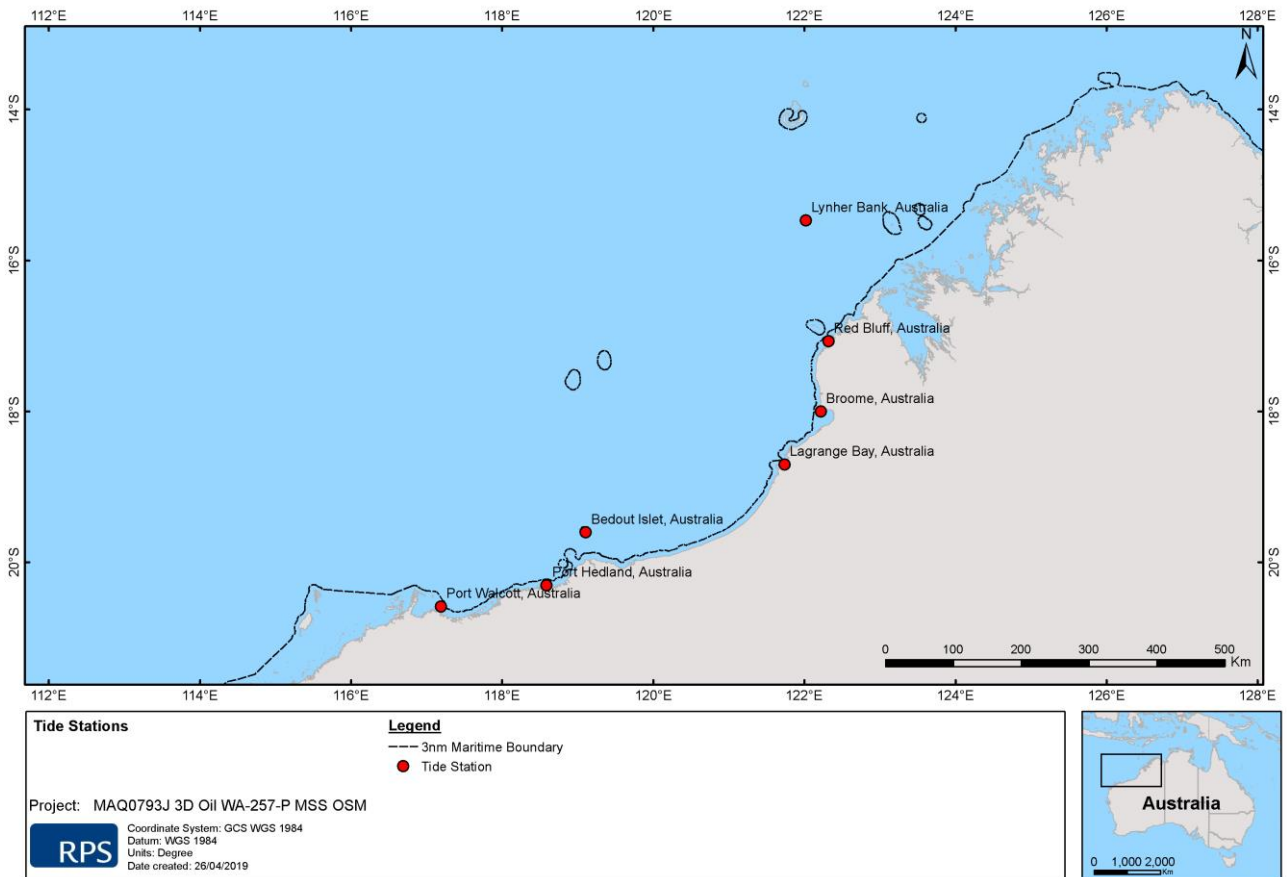 112°E 114°E 116°E 118°E 120°E 122°E 124°E 126°E 128°E
N
14°S 14°S
Lynher Bank, Australia
16°S 16°S
Red Bluff, Australia
Broome, Australia
18°S 18°S
Lagrange Bay, Australia
Bedout Islet, Australia
20°S 20°S
Port Hedland, Australia
Port Walcott, Australia
0 100 200 300 400 500
Km
112°E 114°E 116°E 118°E 120°E 122°E 124°E 126°E 128°E
Tide Stations
Legend
3nm Maritime Boundary
Tide Station
Project: MAQ0793J 3D Oil WA-257-P MSS OSM
RPS
Coordinate System: GCS WGS 1984
Datum: WGS 1984
Units: Degree
Date created: 26/04/2019
Australia
0 1,000 2,000
Km